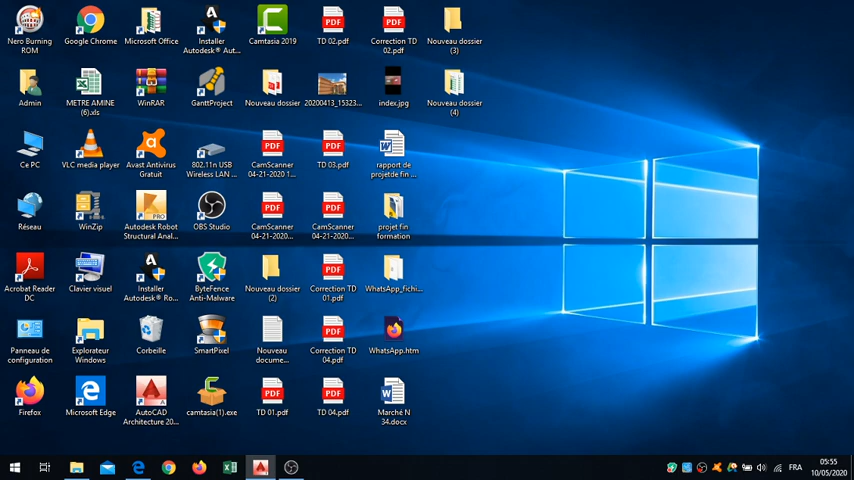 Nero Burning
ROM
Google Chrome
Microsoft Office
Installer
Autodesk® Aut...
Camtasia 2019
TD 02.pdf
Correction TD
02.pdf
Nouveau dossier
(3)
Admin
METRE AMINE
(6).xls
WinRAR
GanttProject
Nouveau dossier
20200413_15323...
index.jpg
Nouveau dossier
(4)
Ce PC
VLC media player
Avast Antivirus
Gratuit
802.11n USB
Wireless LAN ...
CamScanner
04-21-2020 1...
TD 03.pdf
rapport de
projetde fin ...
Réseau
WinZip
Autodesk Robot
Structural Anal...
OBS Studio
CamScanner
04-21-2020...
CamScanner
04-21-2020...
projet fin
formation
Acrobat Reader
DC
Clavier visuel
Installer
Autodesk® Ro...
ByteFence
Anti-Malware
Nouveau dossier
(2)
Correction TD
01.pdf
WhatsApp_fichi...
Panneau de
configuration
Explorateur
Windows
Corbeille
SmartPixel
Nouveau
docume...
Correction TD
04.pdf
WhatsApp.htm
Firefox
Microsoft Edge
AutoCAD
Architecture 20...
camtasia(1).exe
TD 01.pdf
TD 04.pdf
Marché N
34.docx
FRA
05:55
10/05/2020